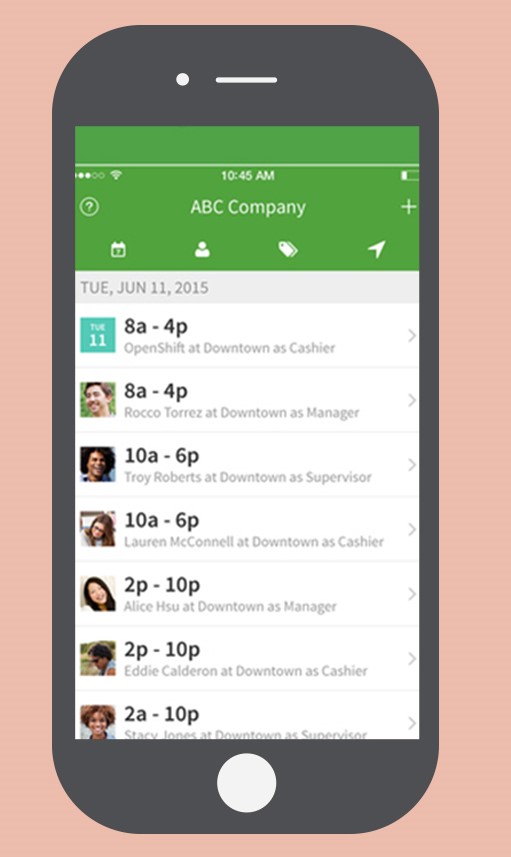 10:45 AM
ABC Company
7
TUE, JUN 11, 2015
TUE
11
8a - 4p
OpenShift at Downtown as Cashier
8a - 4p
Rocco Torrez at Downtown as Manager
10a - 6p
Troy Roberts at Downtown as Supervisor
10a - 6p
Lauren McConnell at Downtown as Cashier
2p - 10p
Alice Hsu at Downtown as Manager
2p - 10p
Eddie Calderon at Downtown as Cashier
2a - 10p
Stacy Jones at Downtown as Supervisor